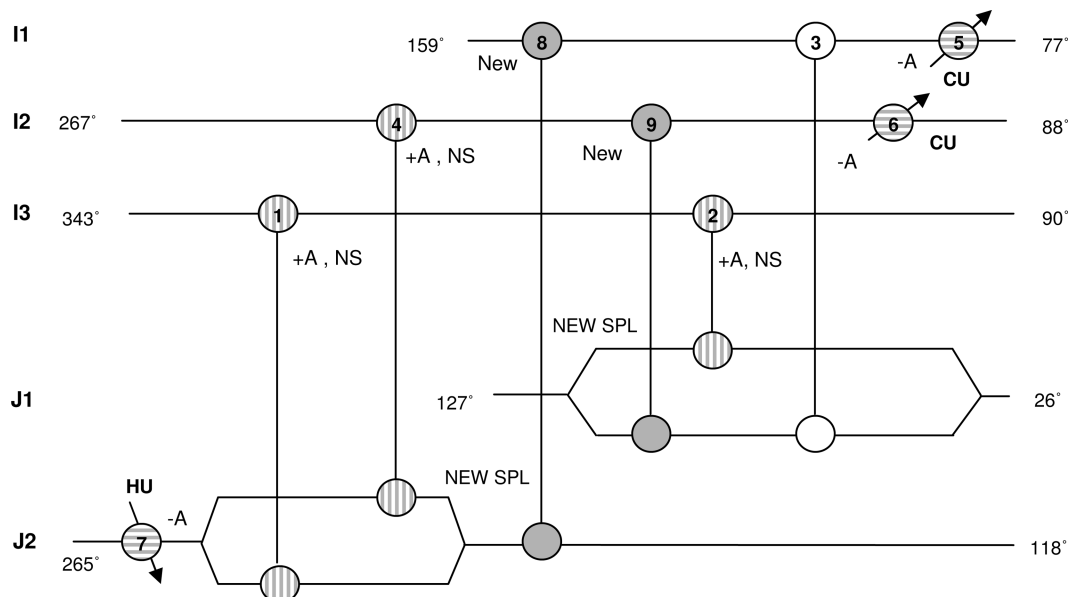 I1 159° 8 3 5 77°
New -A CU
I2 267° 4 9 6 88°
+A , NS New -A CU
I3 343° 1 2 90°
+A , NS +A, NS
NEW SPL
J1 127° 26°
NEW SPL
HU
-A
J2 265° 7 118°